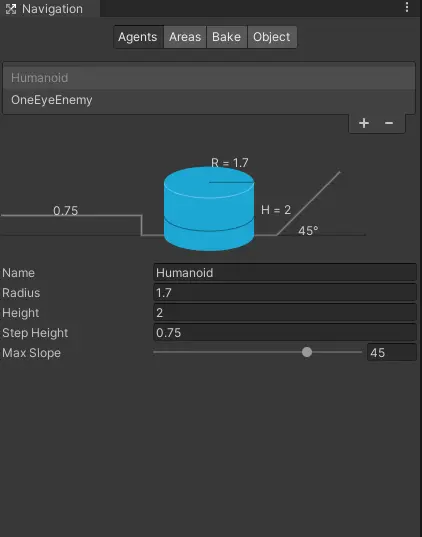 Navigation
Agents Areas Bake Object
Humanoid
OneEyeEnemy
+ -
R = 1.7
0.75
H = 2
45°
Name Humanoid
Radius 1.7
Height 2
Step Height 0.75
Max Slope 45